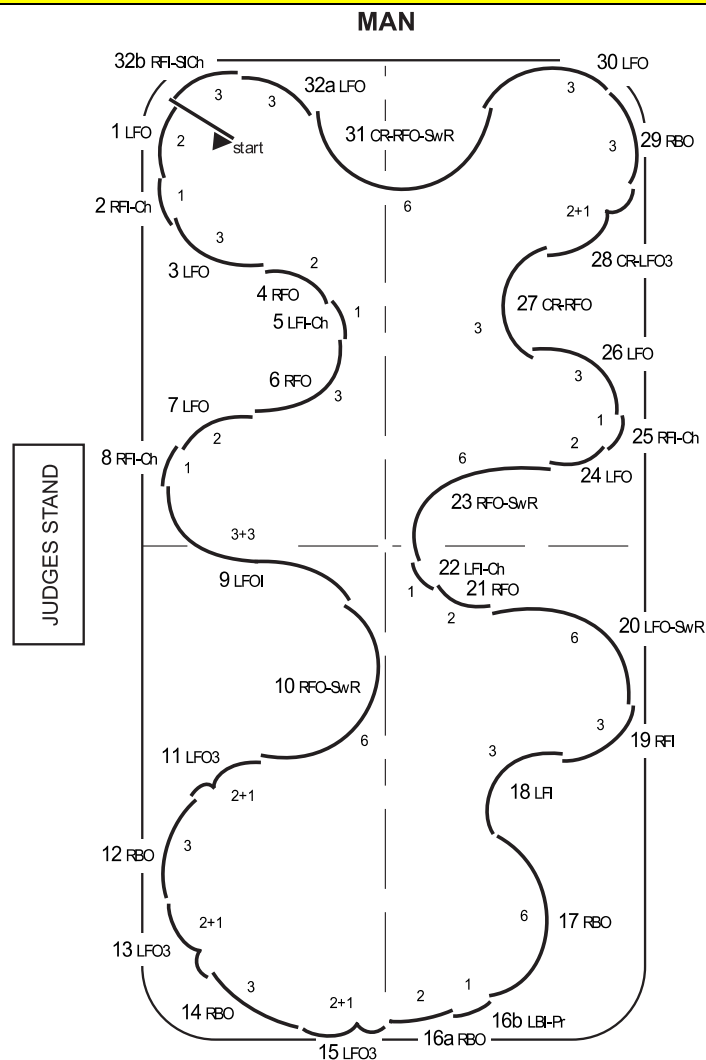 MAN
32b RFI-SlCh
3
3
32a LFO
30 LFO
3
1 LFO
2
start
31 CR-RFO-SwR
3
29 RBO
2 RFI-Ch
1
6
2+1
3
3 LFO
2
4 RFO
28 CR-LFO3
5 LFI-Ch
1
27 CR-RFO
3
26 LFO
6 RFO
3
3
7 LFO
2
1
25 RFI-Ch
8 RFI-Ch
1
6
2
24 LFO
23 RFO-SwR
JUDGES STAND
3+3
9 LFOI
22 LFI-Ch
1
21 RFO
2
20 LFO-SwR
6
10 RFO-SwR
6
11 LFO3
2+1
3
3
19 RFI
18 LFI
12 RBO
3
2+1
13 LFO3
6
17 RBO
3
14 RBO
2+1
2
1
16b LBI-Pr
16a RBO
15 LFO3